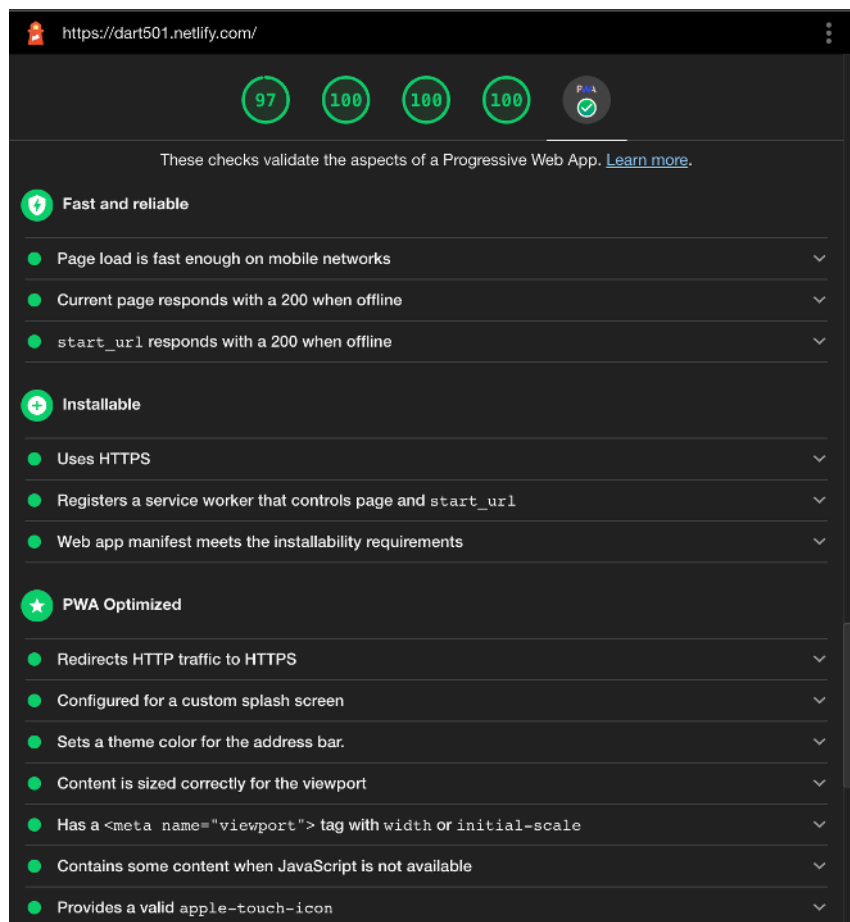 https://dart501.netlify.com/
97 100 100 100 PWA
These checks validate the aspects of a Progressive Web App. Learn more.
Fast and reliable
Page load is fast enough on mobile networks
Current page responds with a 200 when offline
start_url responds with a 200 when offline
Installable
Uses HTTPS
Registers a service worker that controls page and start_url
Web app manifest meets the installability requirements
PWA Optimized
Redirects HTTP traffic to HTTPS
Configured for a custom splash screen
Sets a theme color for the address bar.
Content is sized correctly for the viewport
Has a <meta name="viewport"> tag with width or initial-scale
Contains some content when JavaScript is not available
Provides a valid apple-touch-icon